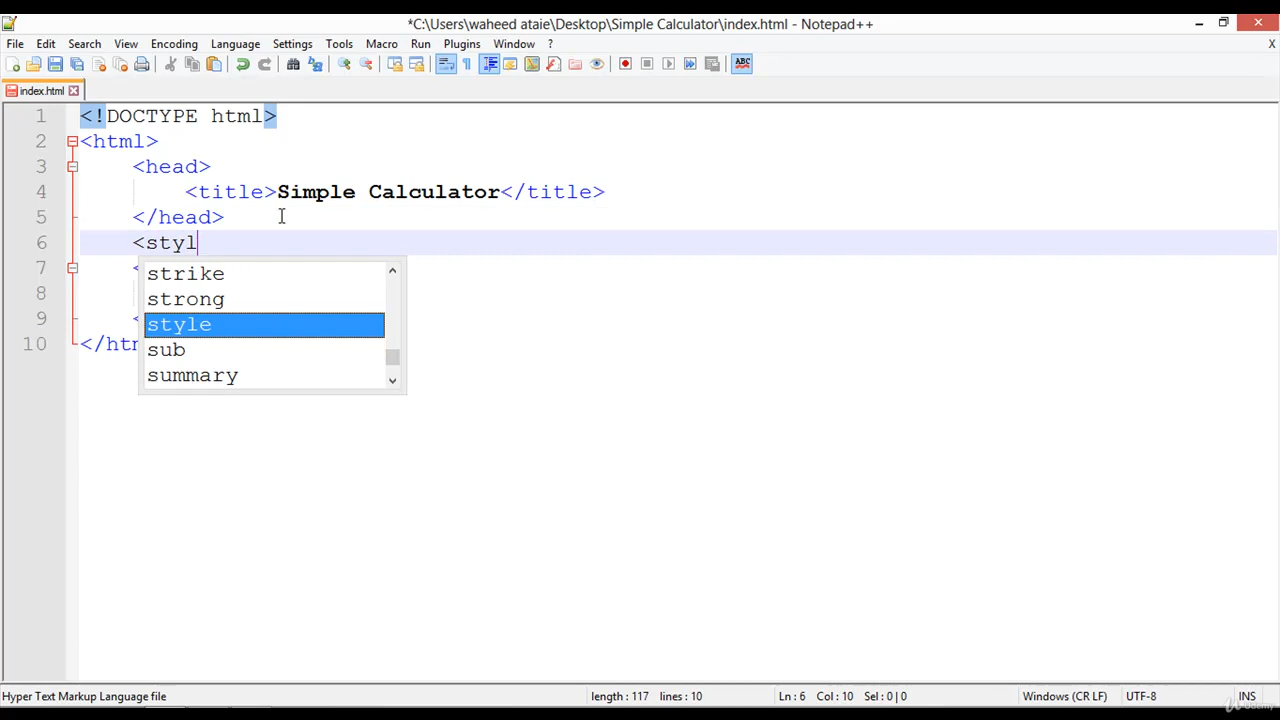 *C:\Users\waheed ataie\Desktop\Simple Calculator\index.html - Notepad++
File Edit Search View Encoding Language Settings Tools Macro Run Plugins Window ? X
ABC
index.html
1 <!DOCTYPE html>
2 <html>
3 <head>
4 <title>Simple Calculator</title>
5 </head>
6 <styl
7 <
8
9 <
10 </htm
strike
strong
style
sub
summary
Hyper Text Markup Language file length : 117 lines : 10 Ln : 6 Col : 10 Sel : 0 | 0 Windows (CR LF) UTF-8 INS
Udemy